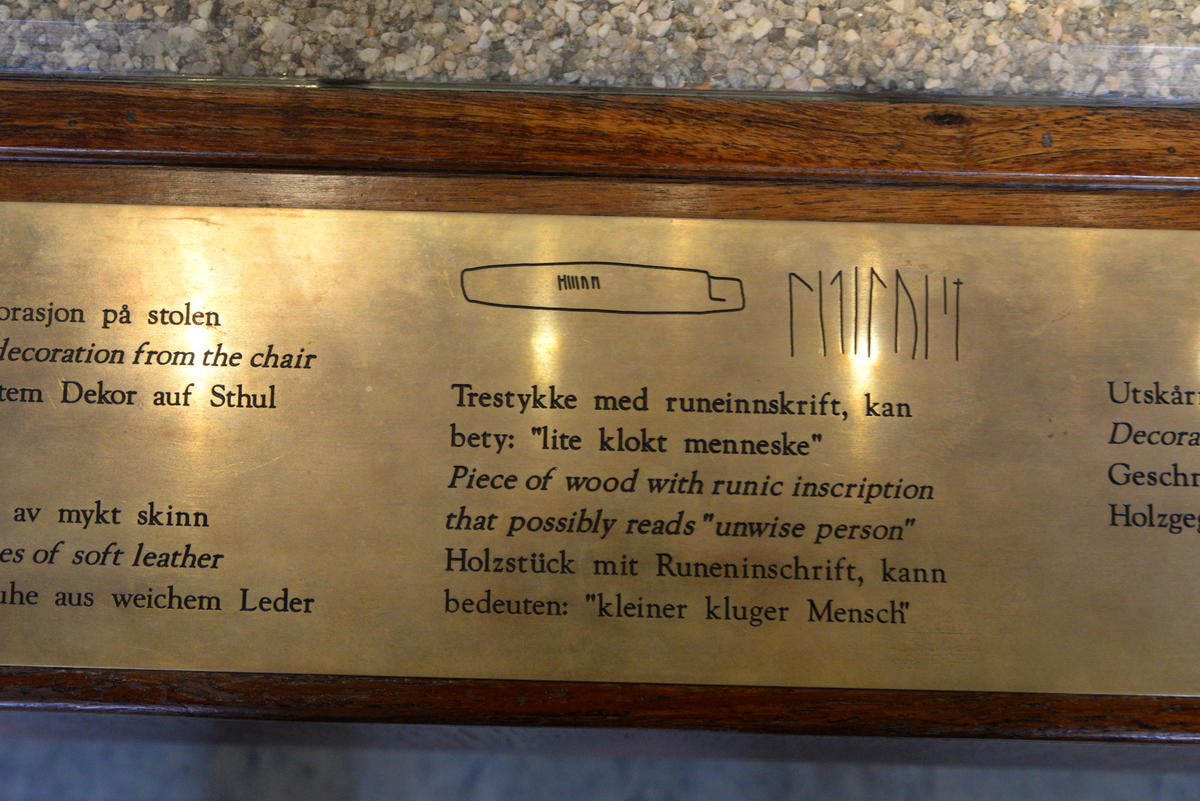 orasjon på stolen
decoration from the chair
tem Dekor auf Sthul
av mykt skinn
es of soft leather
uhe aus weichem Leder
Trestykke med runeinnskrift, kan
bety: "lite klokt menneske"
Piece of wood with runic inscription
that possibly reads "unwise person"
Holzstück mit Runeninschrift, kann
bedeuten: "kleiner kluger Mensch"
Utskår
Decora
Geschn
Holzge